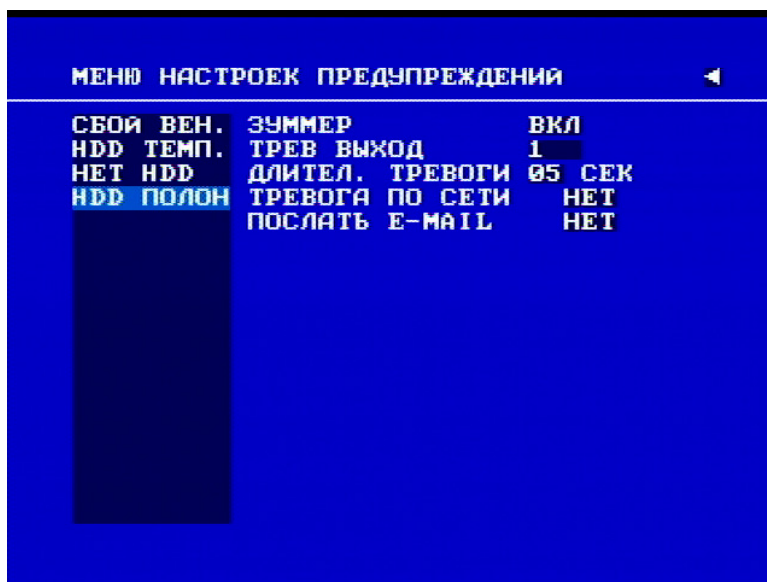 МЕНЮ НАСТРОЕК ПРЕДУПРЕЖДЕНИЙ
СБОЙ ВЕН. ЗУММЕР ВКЛ
HDD ТЕМП. ТРЕВ ВЫХОД 1
НЕТ HDD ДЛИТЕЛ. ТРЕВОГИ 05 СЕК
HDD ПОЛОН ТРЕВОГА ПО СЕТИ НЕТ
ПОСЛАТЬ E-MAIL НЕТ